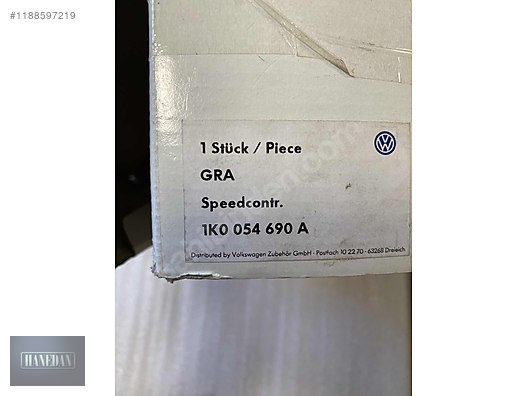 #1188597219
1 Stück / Piece
GRA
Speedcontr.
1K0 054 690 A
Distributed by Volkswagen Zubehör GmbH - Postfach 10 22 70 - 63268 Dreieich
HANEDAN